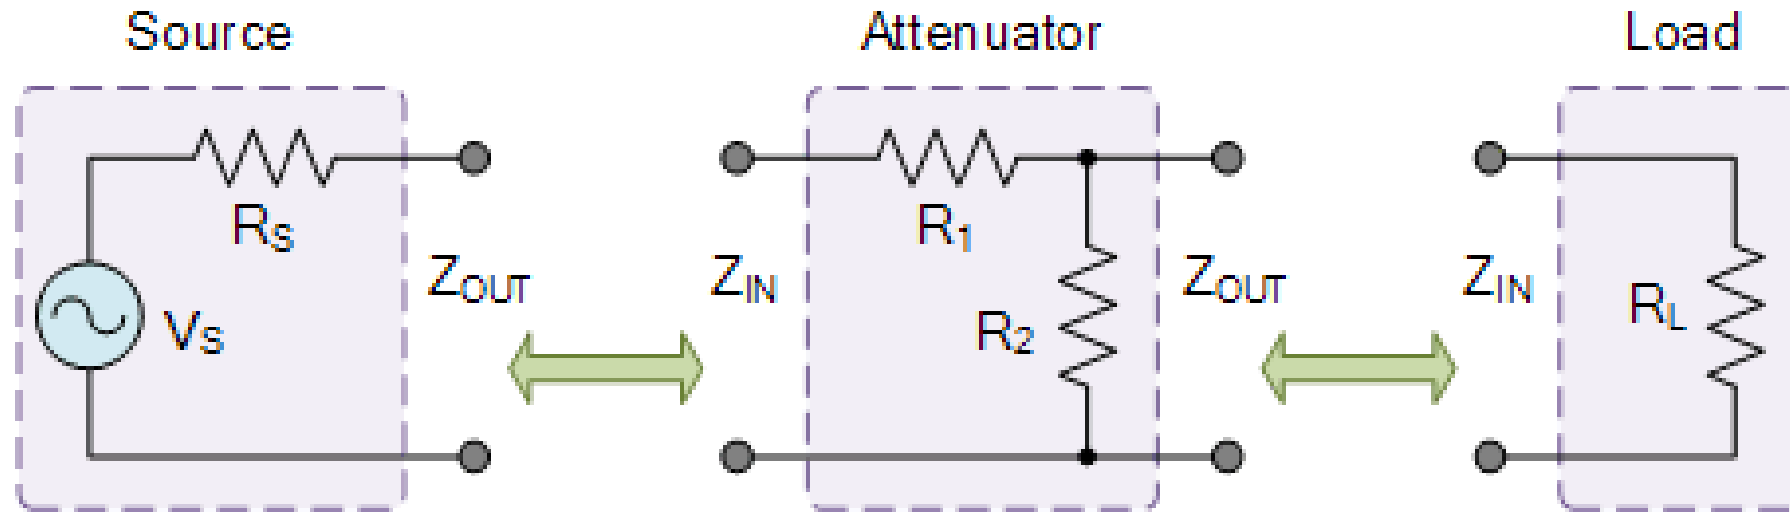 Source
Attenuator
Load
RS
R1
ZOUT
ZIN
ZOUT
ZIN
VS
R2
RL